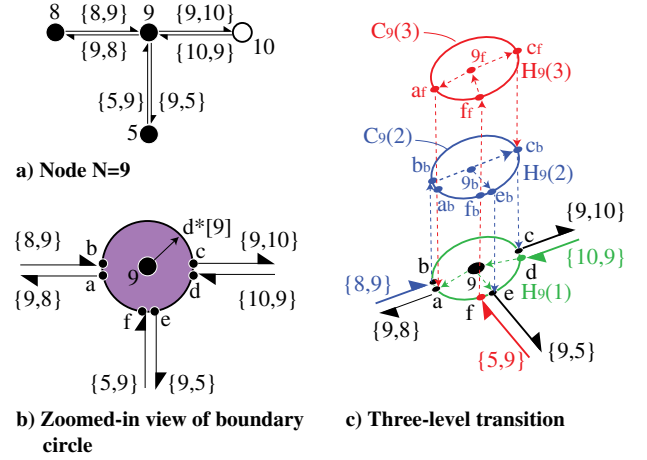 8
{8,9}
9
{9,10}
{9,8}
{10,9}
10
{5,9}
{9,5}
5
a) Node N=9
{8,9}
{9,8}
b
a
9
d*[9]
c
d
{9,10}
{10,9}
f
e
{5,9}
{9,5}
b) Zoomed-in view of boundary
circle
C9(3)
9f
cf
H9(3)
af
ff
C9(2)
bb
cb
H9(2)
9b
ab
fb
eb
{9,10}
c
{10,9}
d
b
9
H9(1)
{8,9}
a
f
e
{9,8}
{5,9}
{9,5}
c) Three-level transition